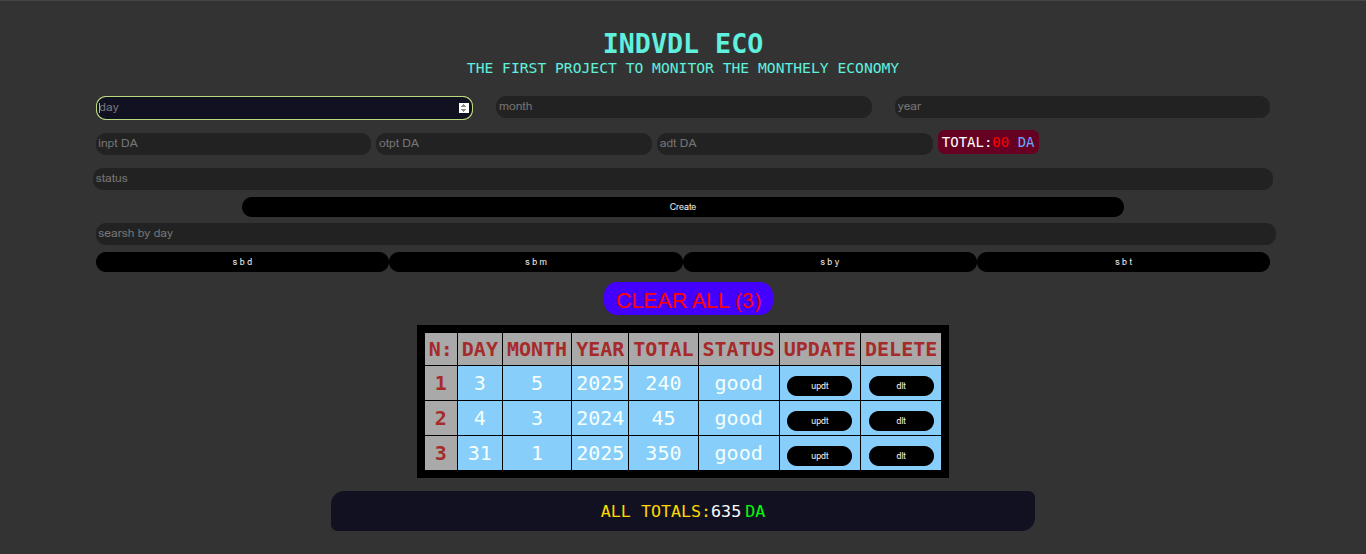 INDVDL ECO
THE FIRST PROJECT TO MONITOR THE MONTHELY ECONOMY
day month year
inpt DA otpt DA adt DA TOTAL:00 DA
status
Create
searsh by day
s b d s b m s b y s b t
CLEAR ALL (3)
N: DAY MONTH YEAR TOTAL STATUS UPDATE DELETE
1 3 5 2025 240 good updt dlt
2 4 3 2024 45 good updt dlt
3 31 1 2025 350 good updt dlt
ALL TOTALS:635 DA